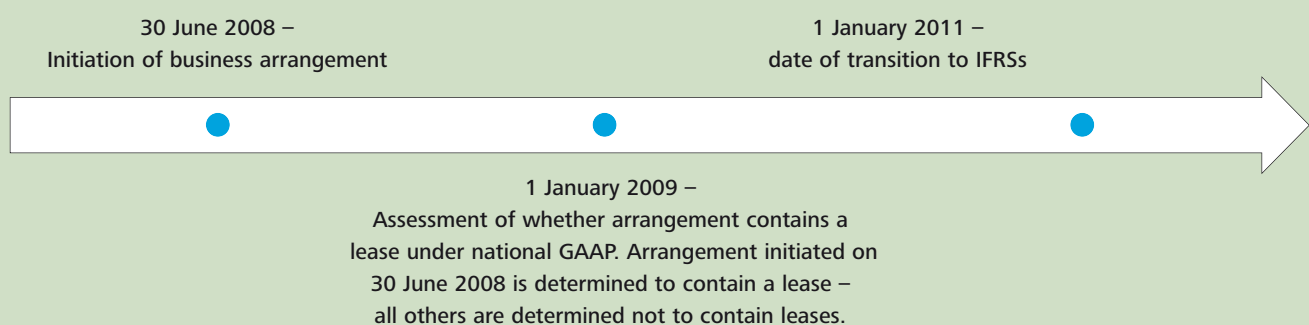 30 June 2008 –
Initiation of business arrangement
1 January 2011 –
date of transition to IFRSs
1 January 2009 –
Assessment of whether arrangement contains a
lease under national GAAP. Arrangement initiated on
30 June 2008 is determined to contain a lease –
all others are determined not to contain leases.